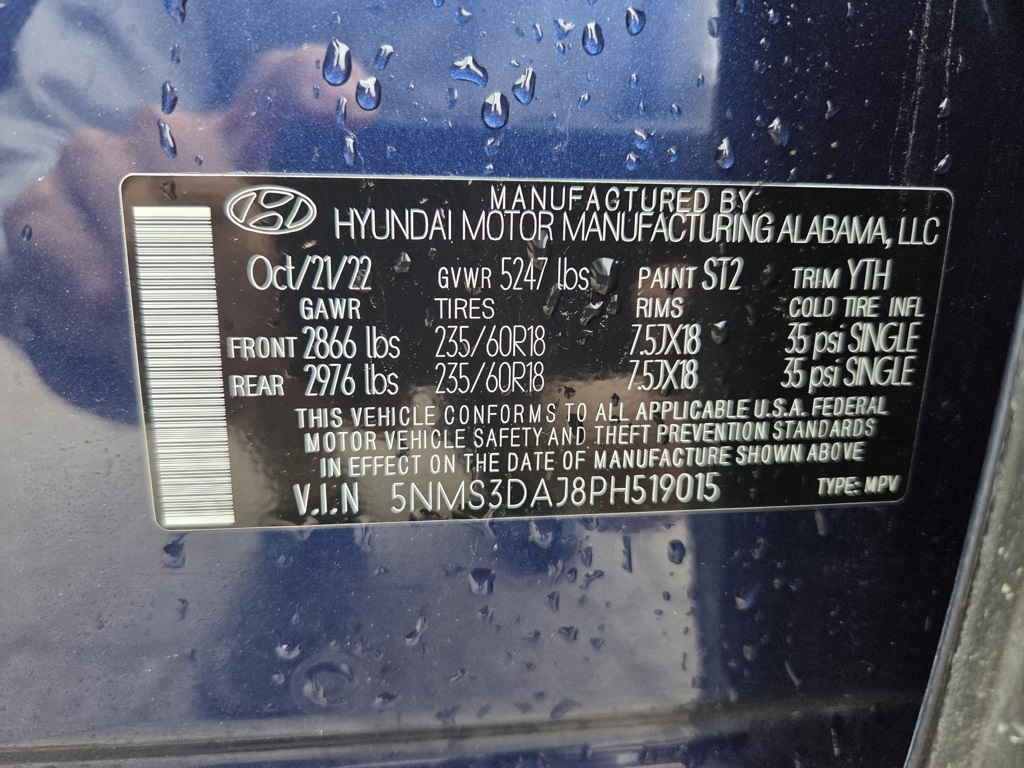 MANUFACTURED BY
HYUNDAI MOTOR MANUFACTURING ALABAMA, LLC
Oct/21/22 GVWR 5247 lbs PAINT ST2 TRIM YTH
GAWR TIRES RIMS COLD TIRE INFL
FRONT 2866 lbs 235/60R18 7.5JX18 35 psi SINGLE
REAR 2976 lbs 235/60R18 7.5JX18 35 psi SINGLE
THIS VEHICLE CONFORMS TO ALL APPLICABLE U.S.A. FEDERAL
MOTOR VEHICLE SAFETY AND THEFT PREVENTION STANDARDS
IN EFFECT ON THE DATE OF MANUFACTURE SHOWN ABOVE
V.I.N 5NMS3DAJ8PH519015 TYPE: MPV